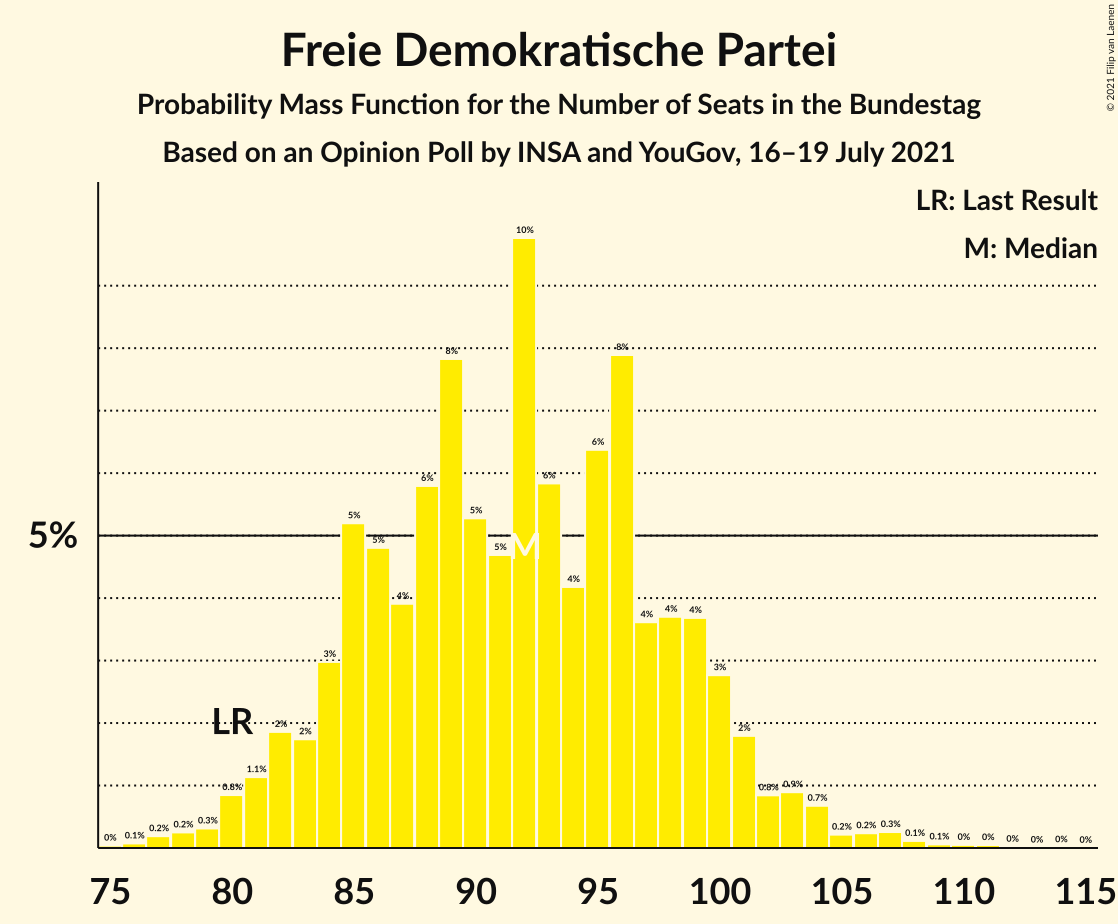 Freie Demokratische Partei
Probability Mass Function for the Number of Seats in the Bundestag
Based on an Opinion Poll by INSA and YouGov, 16–19 July 2021
© 2021 Filip van Laenen
LR: Last Result
M: Median
5%
LR
M
0% 0.1% 0.2% 0.2% 0.3% 0.8% 1.1% 2% 2% 3% 5% 5% 4% 6% 8% 5% 5% 10% 6% 4% 6% 8% 4% 4% 4% 3% 2% 0.8% 0.9% 0.7% 0.2% 0.2% 0.3% 0.1% 0.1% 0% 0% 0% 0% 0% 0%
75 80 85 90 95 100 105 110 115